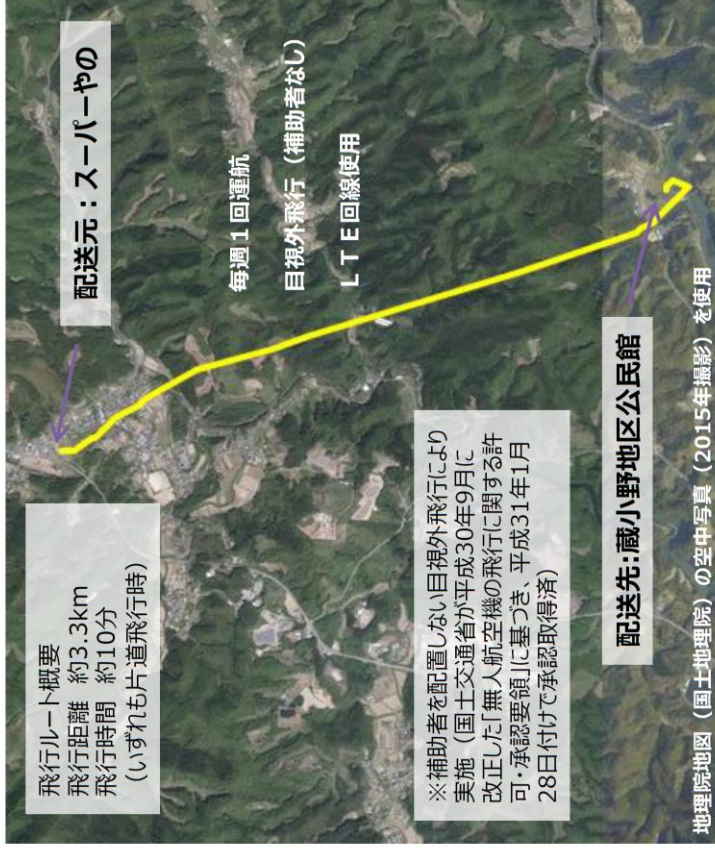 飛行ルート概要
飛行距離　約3.3km
飛行時間　約10分
（いずれも片道飛行時）
配送元：スーパーやの
毎週１回運航
目視外飛行（補助者なし）
ＬＴＥ回線使用
※補助者を配置しない目視外飛行により
実施（国土交通省が平成30年9月に
改正した「無人航空機の飛行に関する許
可・承認要領」に基づき、平成31年1月
28日付けで承認取得済）
配送先:蔵小野地区公民館
地理院地図（国土地理院）の空中写真（2015年撮影）を使用